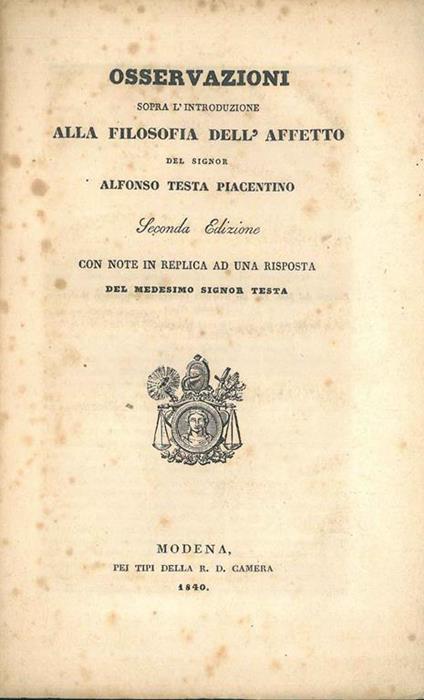 OSSERVAZIONI
SOPRA L'INTRODUZIONE
ALLA FILOSOFIA DELL' AFFETTO
DEL SIGNOR
ALFONSO TESTA PIACENTINO
Seconda Edizione
CON NOTE IN REPLICA AD UNA RISPOSTA
DEL MEDESIMO SIGNOR TESTA
MODENA,
PEI TIPI DELLA R. D. CAMERA
1840.